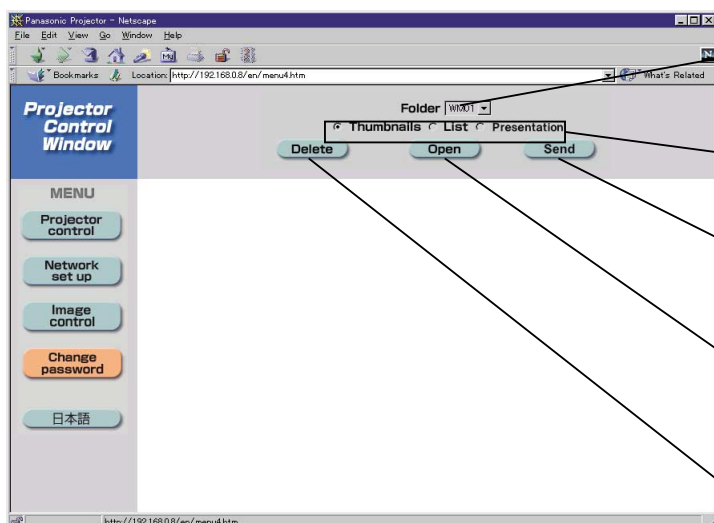 Panasonic Projector - Netscape
File Edit View Go Window Help
My
N
Bookmarks Location: http://192.168.0.8/en/menu4.htm What's Related
Projector
Control
Window
Folder WM01
Thumbnails List Presentation
Delete Open Send
MENU
Projector
control
Network
set up
Image
control
Change
password
日本語
http://192.168.0.8/en/menu4.htm